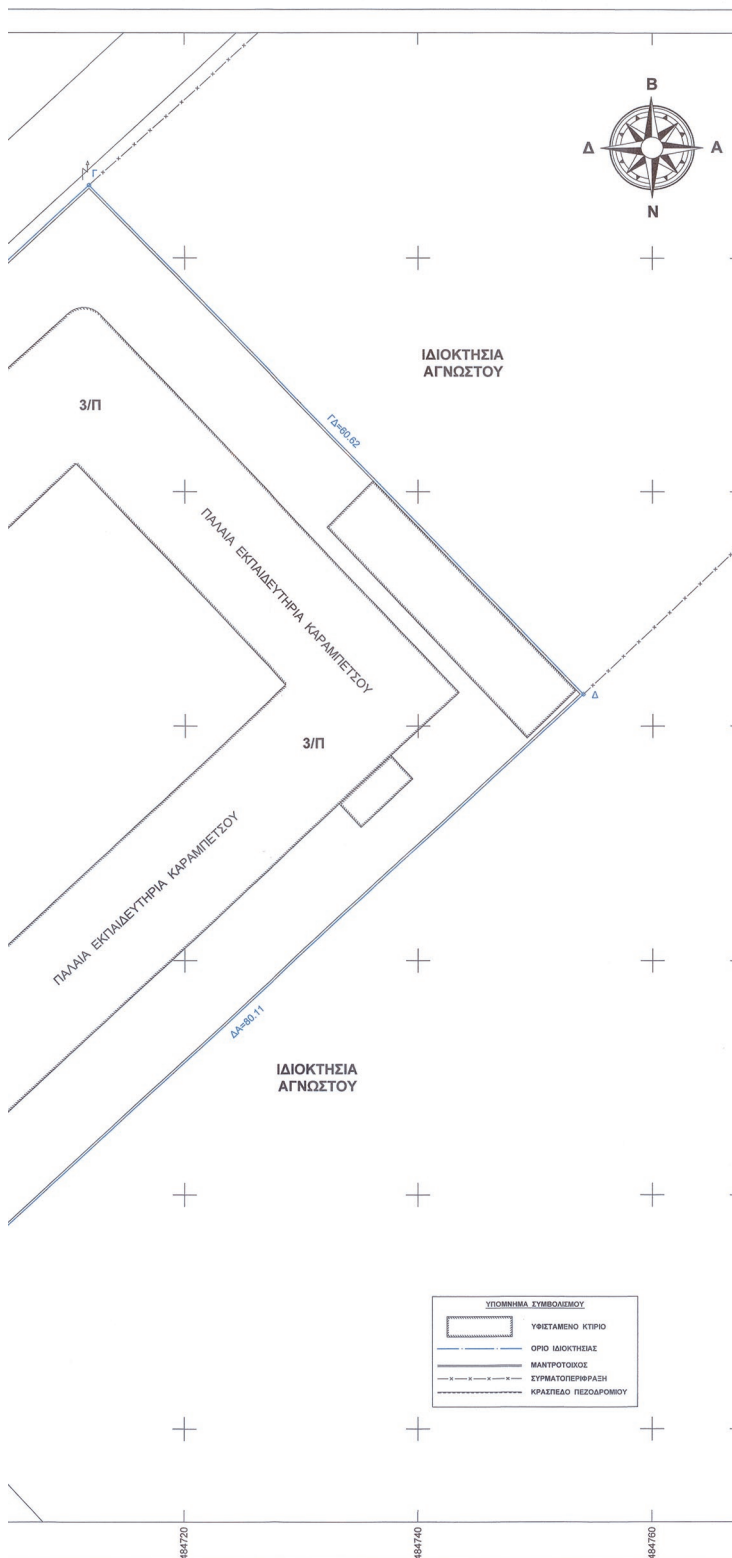 Β
Δ
Α
Ν
Γ
ΙΔΙΟΚΤΗΣΙΑ
ΑΓΝΩΣΤΟΥ
3/Π
ΓΔ=60.62
ΠΑΛΑΙΑ ΕΚΠΑΙΔΕΥΤΗΡΙΑ ΚΑΡΑΜΠΕΤΣΟΥ
Δ
3/Π
ΠΑΛΑΙΑ ΕΚΠΑΙΔΕΥΤΗΡΙΑ ΚΑΡΑΜΠΕΤΣΟΥ
ΔΑ=80.11
ΙΔΙΟΚΤΗΣΙΑ
ΑΓΝΩΣΤΟΥ
ΥΠΟΜΝΗΜΑ ΣΥΜΒΟΛΙΣΜΟΥ
ΥΦΙΣΤΑΜΕΝΟ ΚΤΙΡΙΟ
ΟΡΙΟ ΙΔΙΟΚΤΗΣΙΑΣ
ΜΑΝΤΡΟΤΟΙΧΟΣ
ΣΥΡΜΑΤΟΠΕΡΙΦΡΑΞΗ
ΚΡΑΣΠΕΔΟ ΠΕΖΟΔΡΟΜΙΟΥ
484720
484740
484760